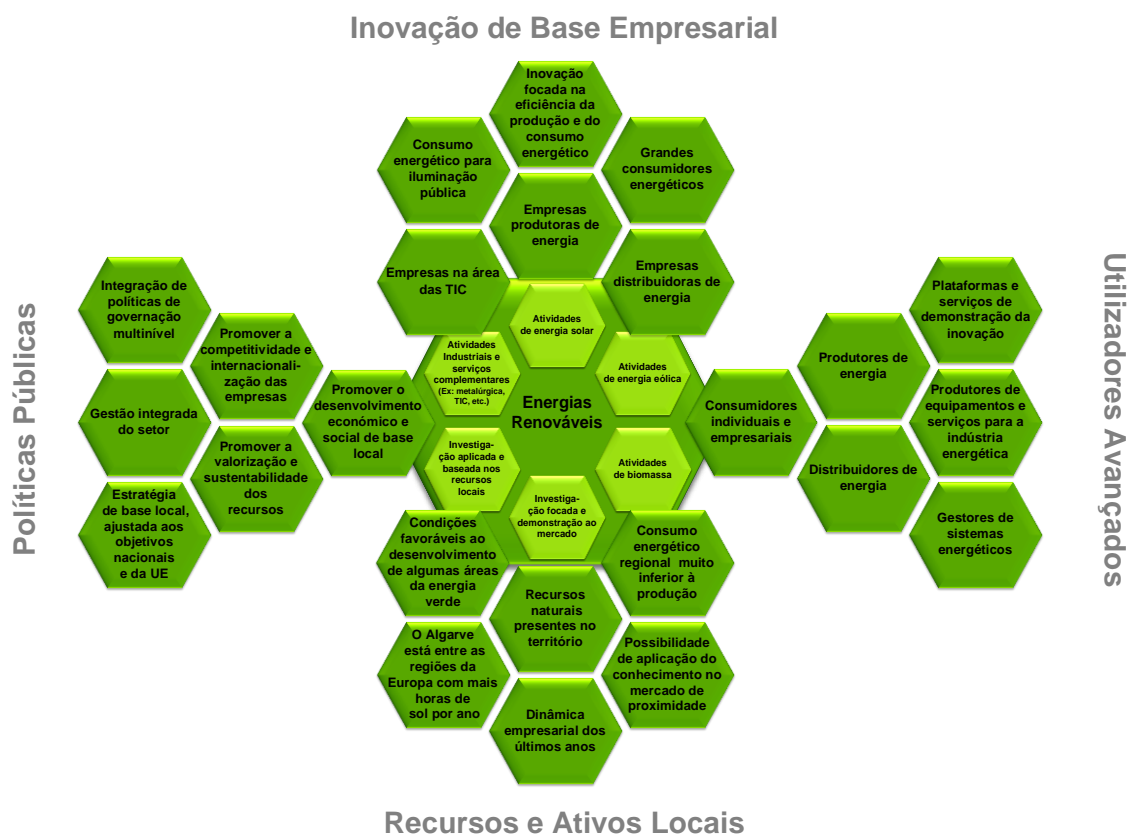 Inovação de Base Empresarial
Inovação
focada na
eficiência da
produção e do
consumo
energético
Consumo
energético para
iluminação
pública
Grandes
consumidores
energéticos
Empresas
produtoras de
energia
Empresas na área
das TIC
Empresas
distribuidoras de
energia
Políticas Públicas
Integração de
políticas de
governação
multinível
Promover a
competitividade e
internacionali-
zação das
empresas
Gestão integrada
do setor
Promover o
desenvolvimento
económico e
social de base
local
Promover a
valorização e
sustentabilidade
dos
recursos
Estratégia
de base local,
ajustada aos
objetivos
nacionais
e da UE
Atividades
de energia solar
Atividades
Industriais e
serviços
complementares
(Ex: metalúrgica,
TIC, etc.)
Atividades
de energia eólica
Energias
Renováveis
Investiga-
ção aplicada e
baseada nos
recursos
locais
Atividades
de biomassa
Investiga-
ção focada e
demonstração ao
mercado
Consumidores
individuais e
empresariais
Produtores de
energia
Distribuidores de
energia
Plataformas e
serviços de
demonstração da
inovação
Produtores de
equipamentos e
serviços para a
indústria
energética
Gestores de
sistemas
energéticos
Utilizadores Avançados
Condições
favoráveis ao
desenvolvimento
de algumas áreas
da energia
verde
Recursos
naturais
presentes no
território
Consumo
energético
regional muito
inferior à
produção
O Algarve
está entre as
regiões da
Europa com mais
horas de
sol por ano
Dinâmica
empresarial dos
últimos anos
Possibilidade
de aplicação do
conhecimento no
mercado de
proximidade
Recursos e Ativos Locais